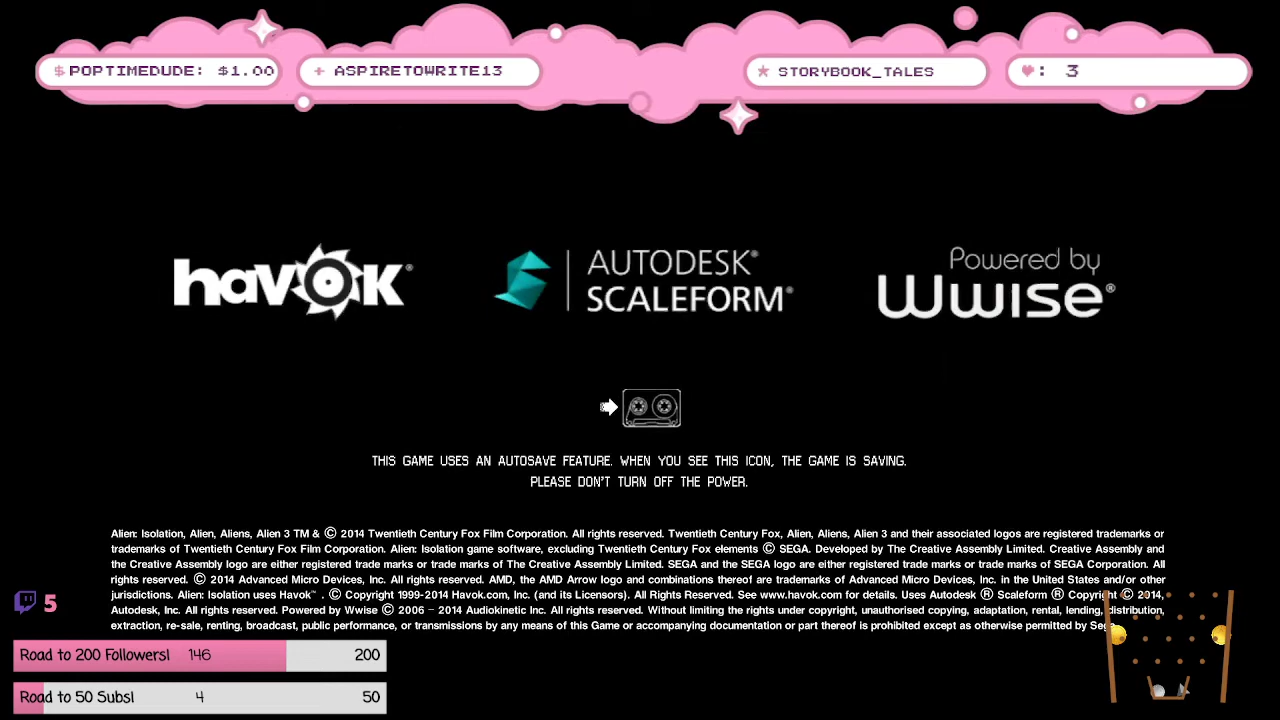 $ POPTIMEDUDE: $1.00
+ ASPIRETOWRITE13
STORYBOOK_TALES
: 3
havoK®
AUTODESK®
SCALEFORM®
Powered by
Wwise®
THIS GAME USES AN AUTOSAVE FEATURE. WHEN YOU SEE THIS ICON, THE GAME IS SAVING.
PLEASE DON'T TURN OFF THE POWER.
Alien: Isolation, Alien, Aliens, Alien 3 TM & Ⓒ 2014 Twentieth Century Fox Film Corporation. All rights reserved. Twentieth Century Fox, Alien, Aliens, Alien 3 and their associated logos are registered trademarks or
trademarks of Twentieth Century Fox Film Corporation. Alien: Isolation game software, excluding Twentieth Century Fox elements Ⓒ SEGA. Developed by The Creative Assembly Limited. Creative Assembly and
the Creative Assembly logo are either registered trade marks or trade marks of The Creative Assembly Limited. SEGA and the SEGA logo are either registered trade marks or trade marks of SEGA Corporation. All
rights reserved. Ⓒ 2014 Advanced Micro Devices, Inc. All rights reserved. AMD, the AMD Arrow logo and combinations thereof are trademarks of Advanced Micro Devices, Inc. in the United States and/or other
jurisdictions. Alien: Isolation uses Havok™ . Ⓒ Copyright 1999-2014 Havok.com, Inc. (and its Licensors). All Rights Reserved. See www.havok.com for details. Uses Autodesk Ⓡ Scaleform Ⓡ Copyright Ⓒ 2014,
Autodesk, Inc. All rights reserved. Powered by Wwise Ⓒ 2006 – 2014 Audiokinetic Inc. All rights reserved. Without limiting the rights under copyright, unauthorised copying, adaptation, rental, lending, distribution,
extraction, re-sale, renting, broadcast, public performance, or transmissions by any means of this Game or accompanying documentation or part thereof is prohibited except as otherwise permitted by
5
Road to 200 Followers! 146 200
Road to 50 Subs! 4 50